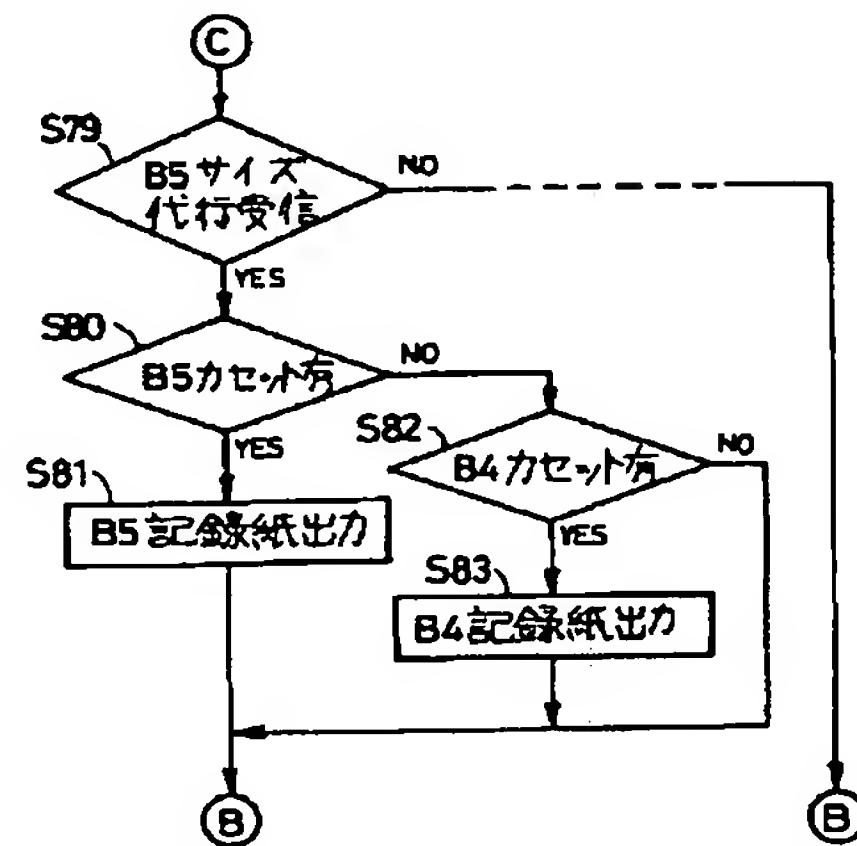 C
S79
B5サイズ
代行受信
NO
YES
S80
B5カセット有
NO
YES
S82
B4カセット有
NO
YES
S81
B5記録紙出力
S83
B4記録紙出力
B
B